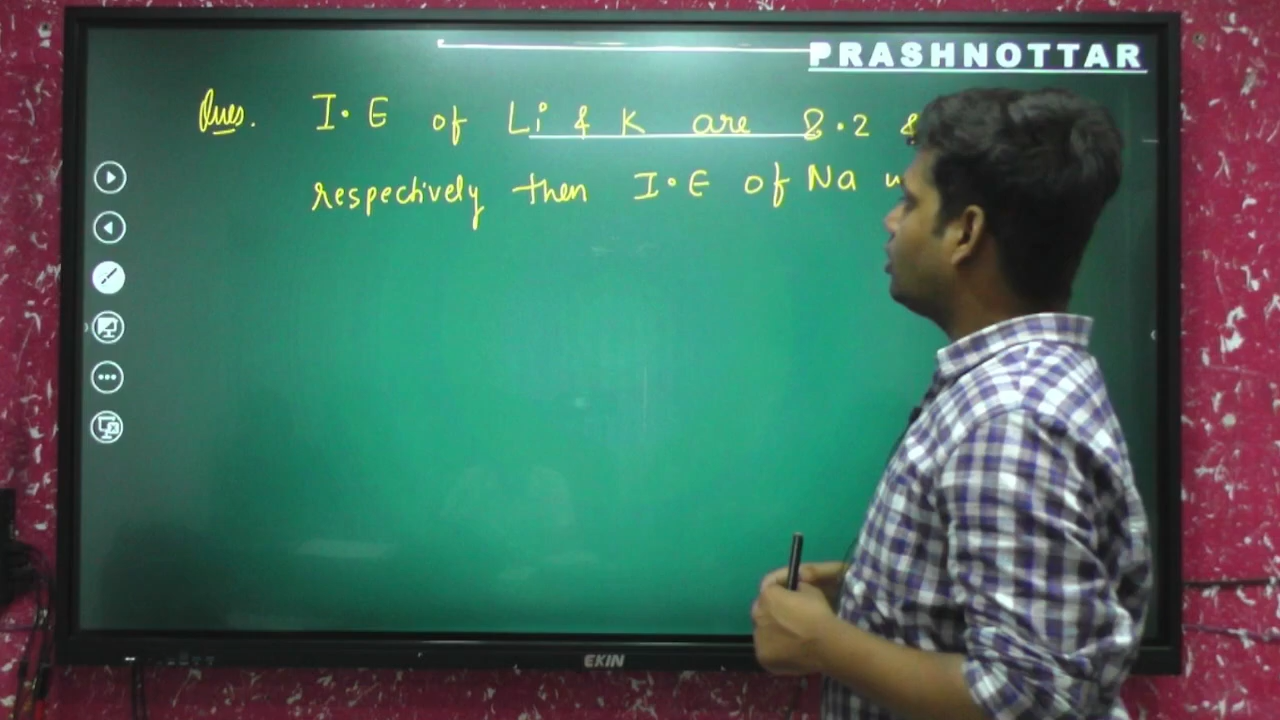 PRASHNOTTAR
Ques. I.E of Li & K are 8.2 &
respectively then I.E of Na
EKIN